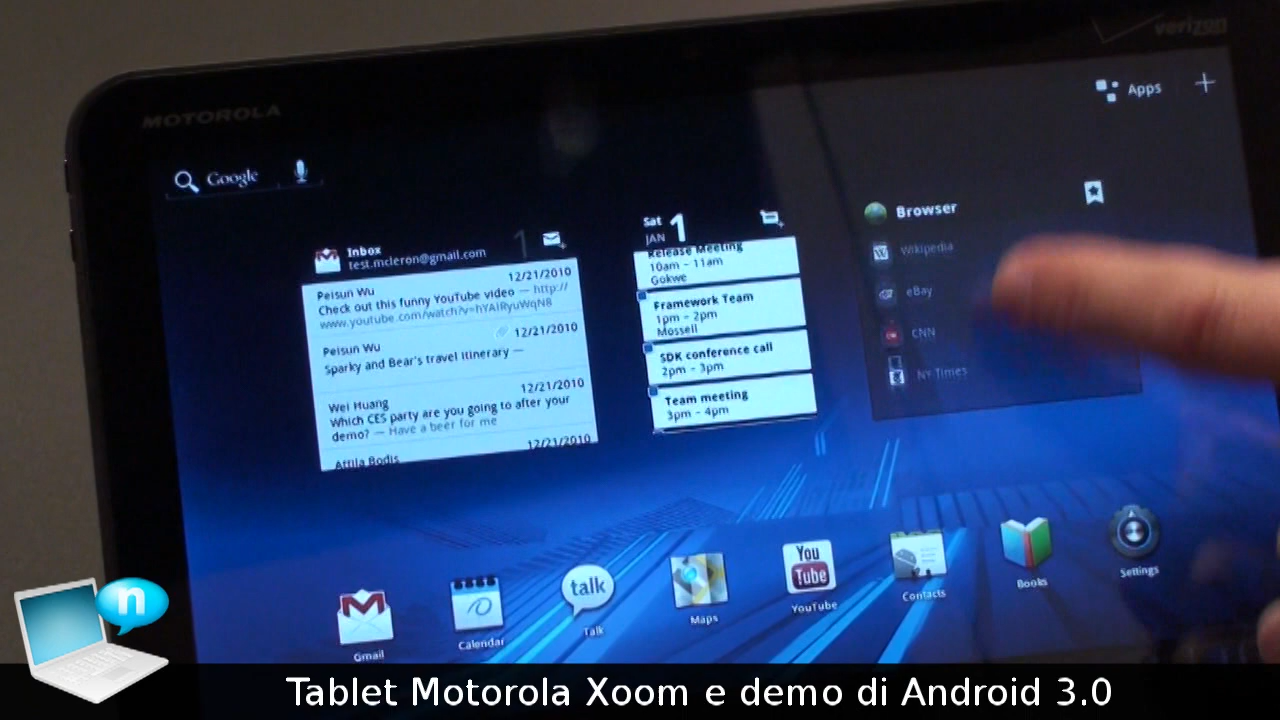 verizon
MOTOROLA
Apps
Google
Browser
Wikipedia
eBay
CNN
NY Times
Inbox
test.mcleron@gmail.com
1
12/21/2010
Peisun Wu
Check out this funny YouTube video — http://
www.youtube.com/watch?v=hYAIRyuWqN8
12/21/2010
Peisun Wu
Sparky and Bear's travel itinerary —
12/21/2010
Wei Huang
Which CES party are you going to after your
demo? — Have a beer for me
12/21/2010
Attila Bodis
Sat
JAN
1
Release Meeting
10am – 11am
Gokwe
Framework Team
1pm – 2pm
Mossell
SDK conference call
2pm – 3pm
Team meeting
3pm – 4pm
Gmail
Calendar
talk
Talk
Maps
You
Tube
YouTube
Contacts
Books
Settings
n
Tablet Motorola Xoom e demo di Android 3.0